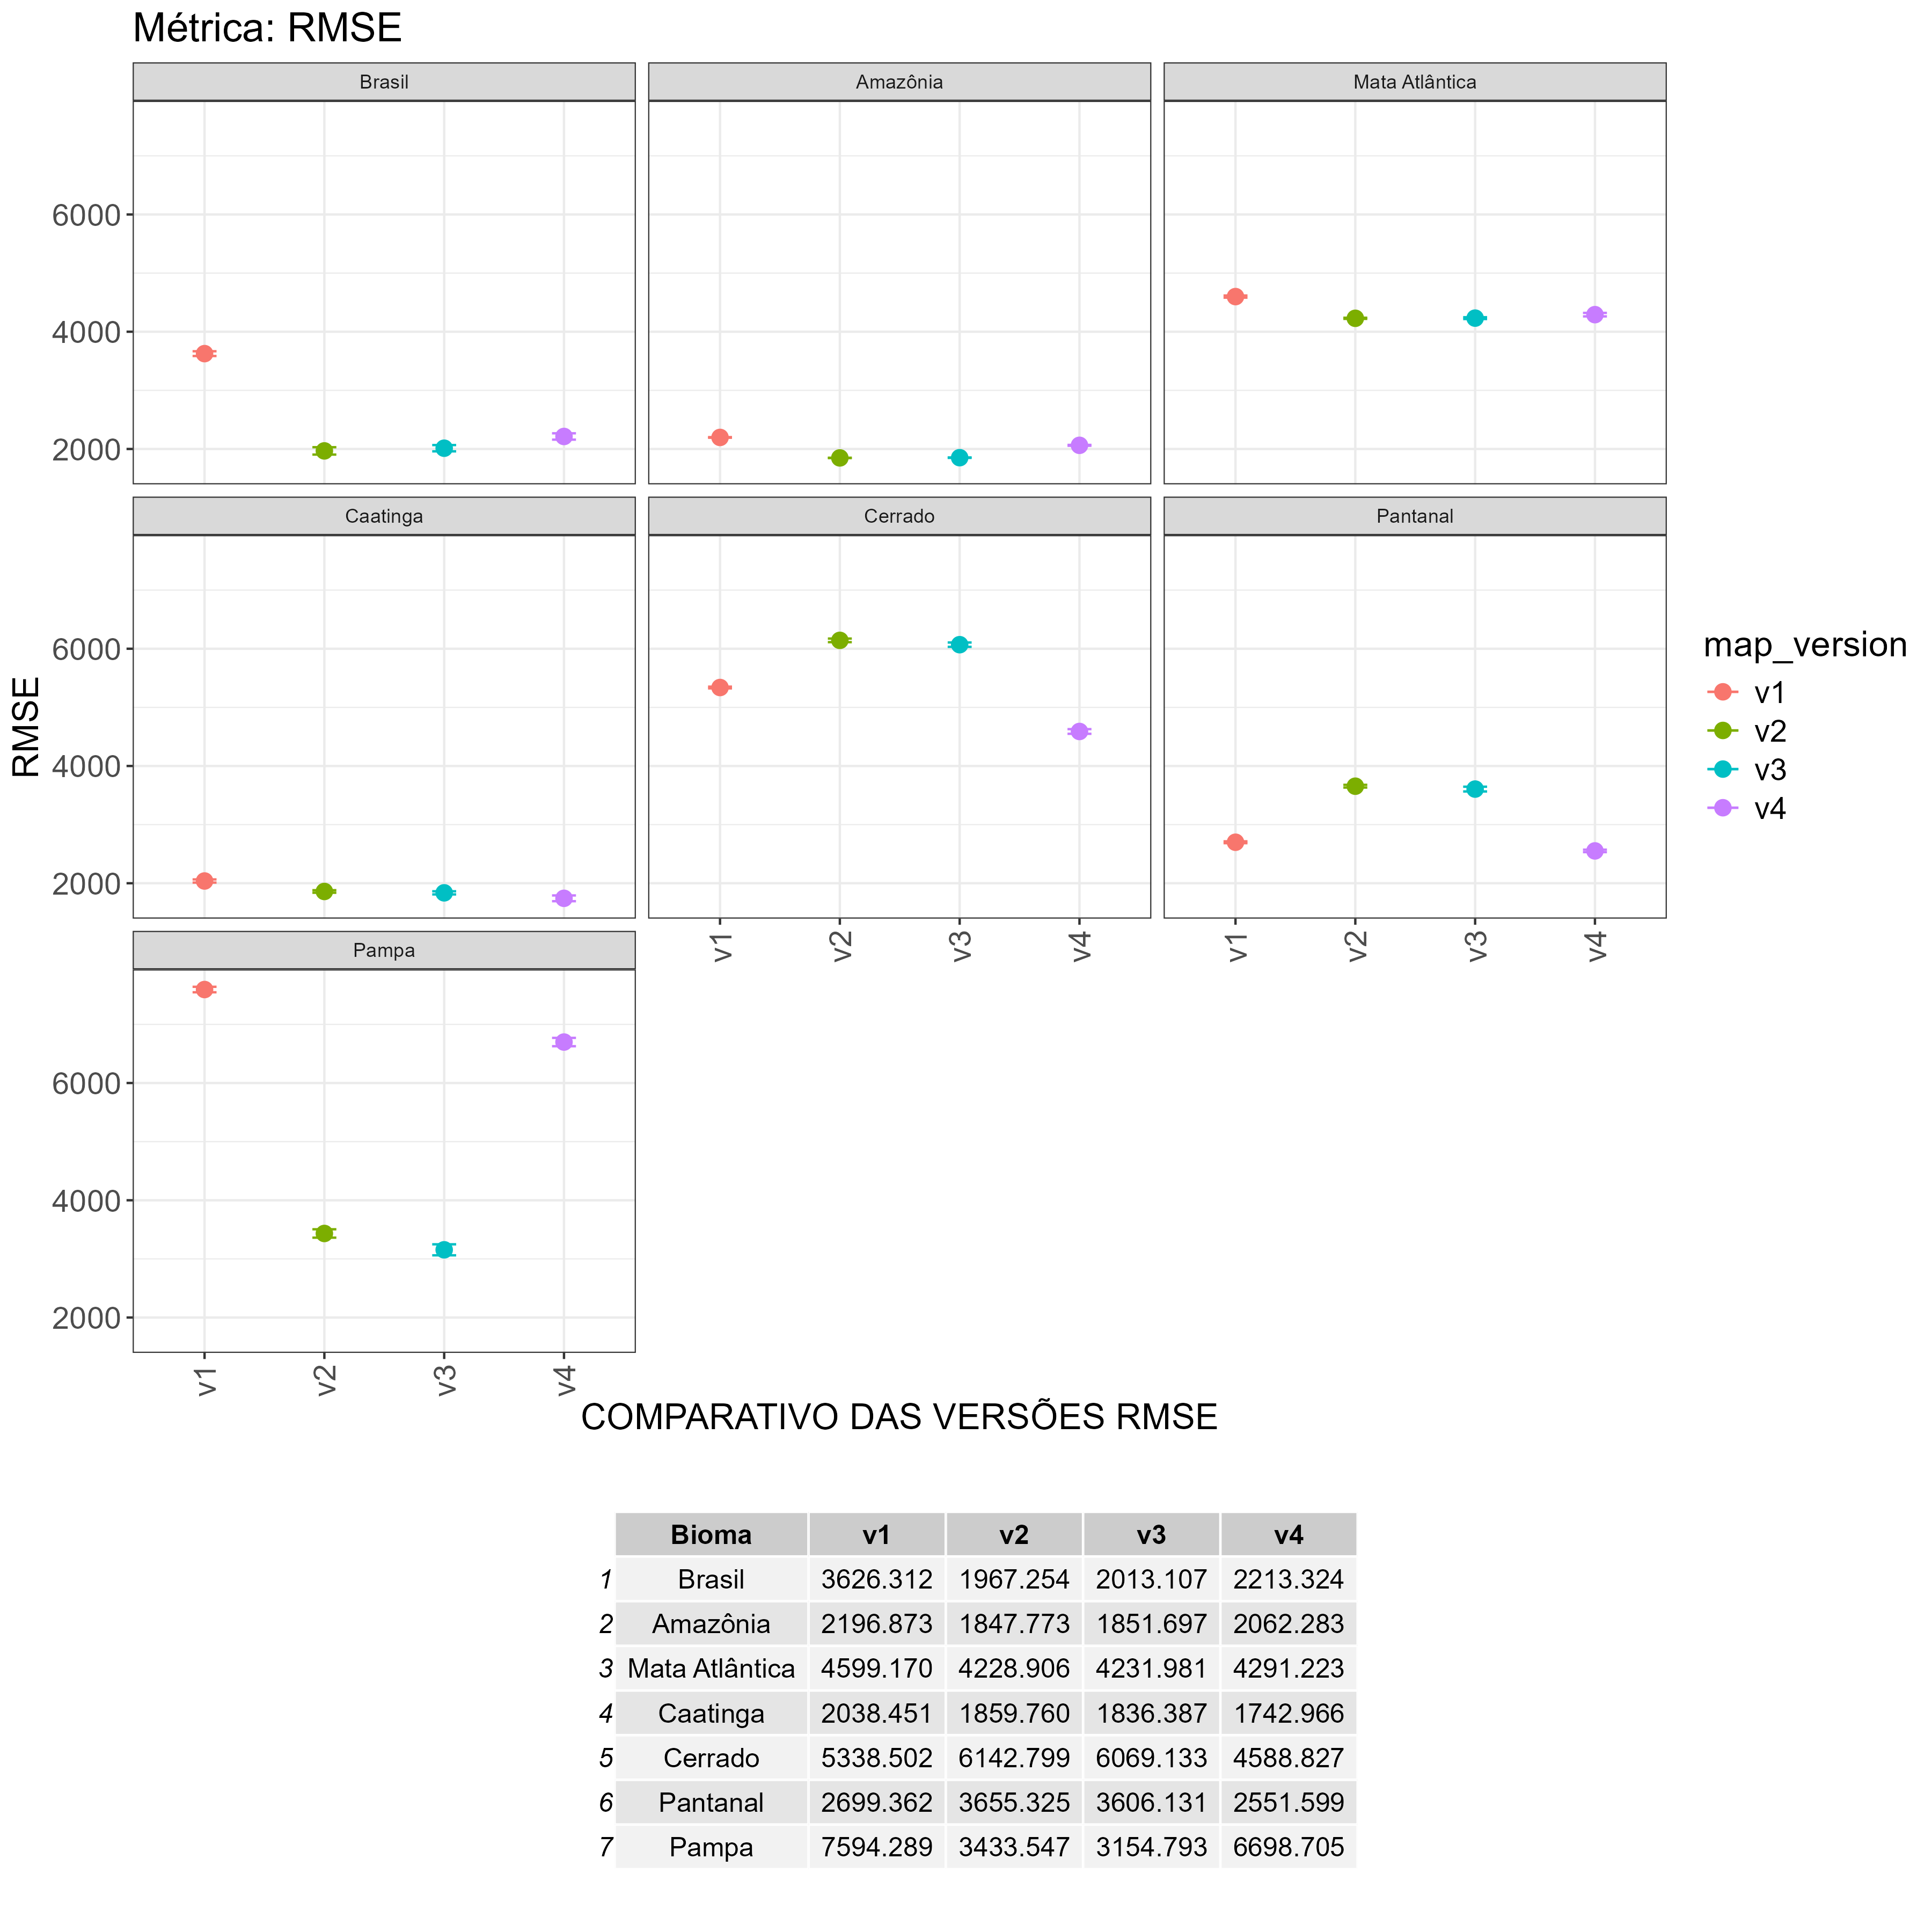 Métrica: RMSE
Brasil
Amazônia
Mata Atlântica
6000
4000
2000
Caatinga
Cerrado
Pantanal
6000
4000
2000
v1 v2 v3 v4
v1 v2 v3 v4
Pampa
6000
4000
2000
v1 v2 v3 v4
RMSE
COMPARATIVO DAS VERSÕES RMSE
map_version
v1
v2
v3
v4
Bioma v1 v2 v3 v4
1 Brasil 3626.312 1967.254 2013.107 2213.324
2 Amazônia 2196.873 1847.773 1851.697 2062.283
3 Mata Atlântica 4599.170 4228.906 4231.981 4291.223
4 Caatinga 2038.451 1859.760 1836.387 1742.966
5 Cerrado 5338.502 6142.799 6069.133 4588.827
6 Pantanal 2699.362 3655.325 3606.131 2551.599
7 Pampa 7594.289 3433.547 3154.793 6698.705